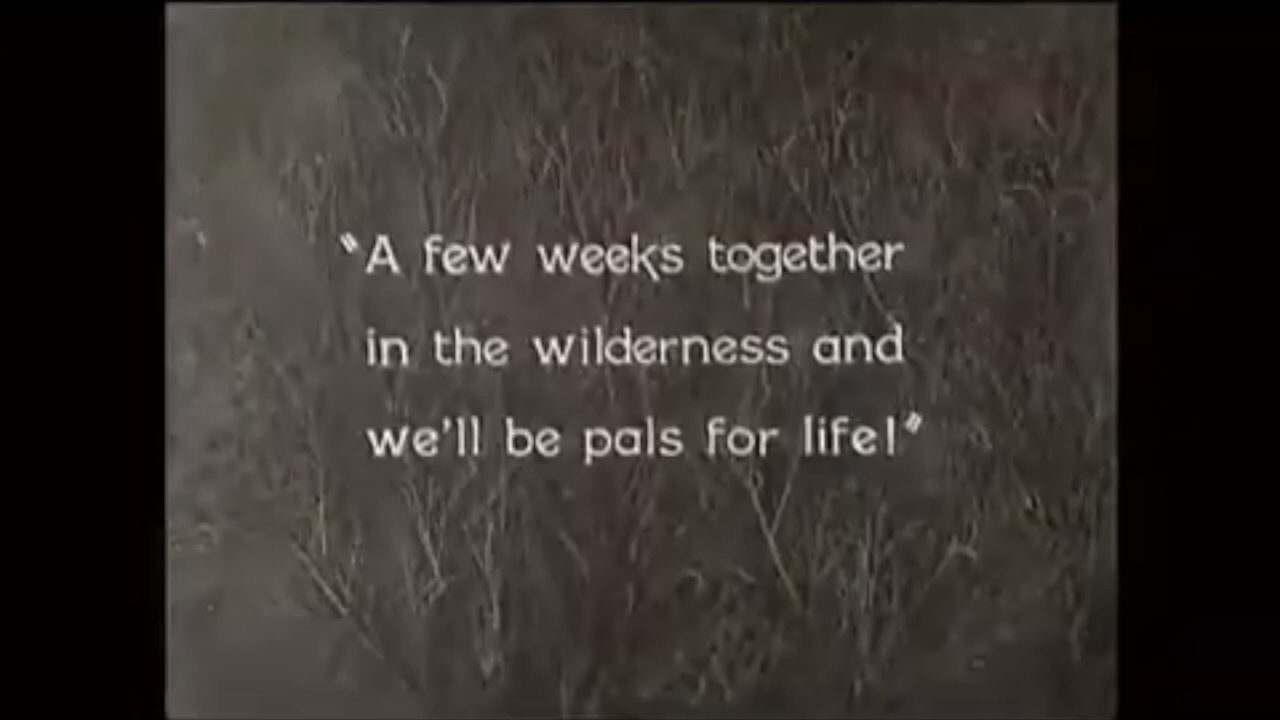 "A few weeks together
in the wilderness and
we'll be pals for life!"